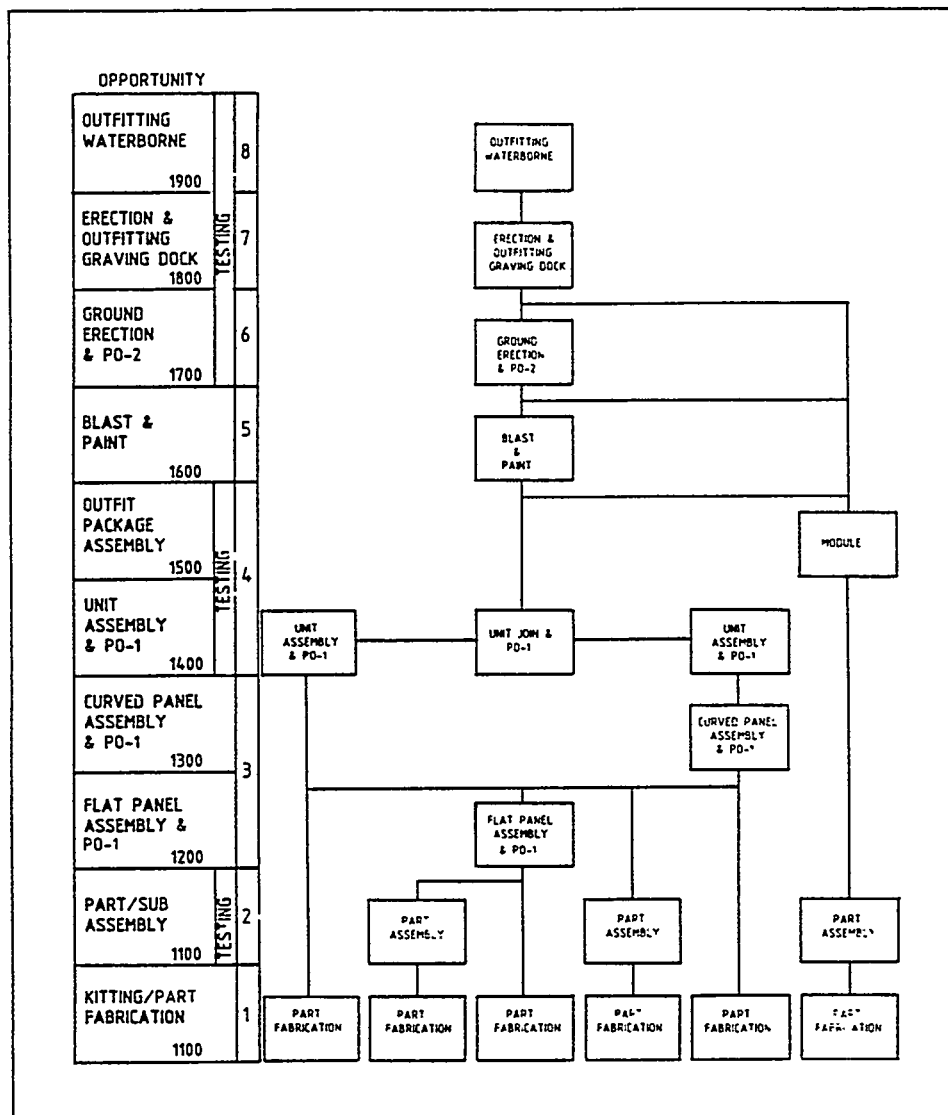 OPPORTUNITY
OUTFITTING
WATERBORNE
1900
8
ERECTION &
OUTFITTING
GRAVING DOCK
1800
7
TESTING
GROUND
ERECTION
& PO-2
1700
6
BLAST &
PAINT
1600
5
OUTFIT
PACKAGE
ASSEMBLY
1500
TESTING
4
UNIT
ASSEMBLY
& PO-1
1400
CURVED PANEL
ASSEMBLY
& PO-1
1300
3
FLAT PANEL
ASSEMBLY &
PO-1
1200
PART/SUB
ASSEMBLY
1100
TESTING
2
KITTING/PART
FABRICATION
1100
1
OUTFITTING
WATERBORNE
ERECTION &
OUTFITTING
GRAVING DOCK
GROUND
ERECTION
& PO-2
BLAST
&
PAINT
MODULE
UNIT
ASSEMBLY
& PO-1
UNIT JOIN &
PO-1
UNIT
ASSEMBLY
& PO-1
CURVED PANEL
ASSEMBLY
& PO-1
FLAT PANEL
ASSEMBLY
& PO-1
PART
ASSEMBLY
PART
ASSEMBLY
PART
ASSEMBLY
PART
FABRICATION
PART
FABRICATION
PART
FABRICATION
PART
FABRICATION
PART
FABRICATION
PART
FABRICATION